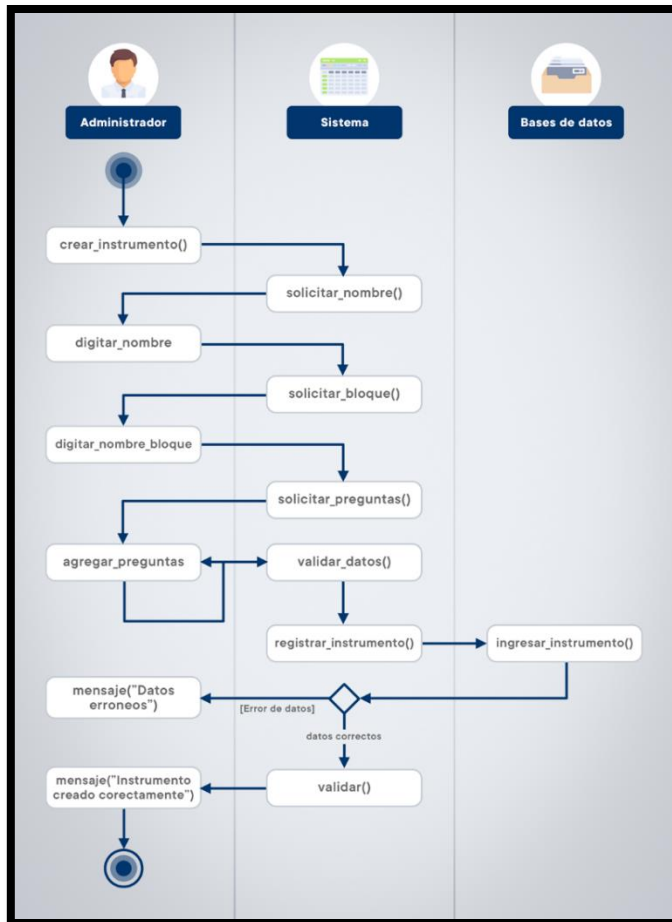 Administrador
Sistema
Bases de datos
crear_instrumento()
solicitar_nombre()
digitar_nombre
solicitar_bloque()
digitar_nombre_bloque
solicitar_preguntas()
agregar_preguntas
validar_datos()
registrar_instrumento()
ingresar_instrumento()
mensaje("Datos
erroneos")
[Error de datos]
datos correctos
mensaje("Instrumento
creado corectamente")
validar()